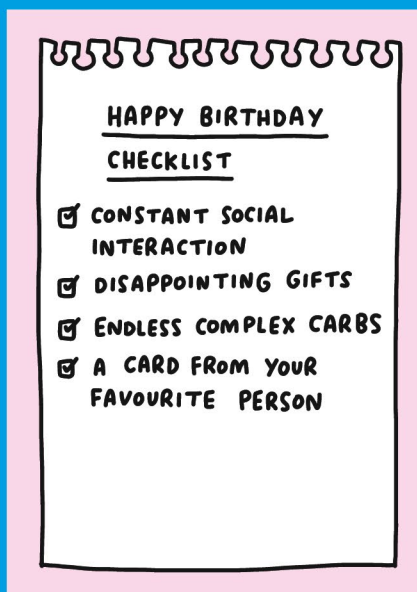 HAPPY BIRTHDAY
CHECKLIST
CONSTANT SOCIAL
INTERACTION
DISAPPOINTING GIFTS
ENDLESS COMPLEX CARBS
A CARD FROM YOUR
FAVOURITE PERSON